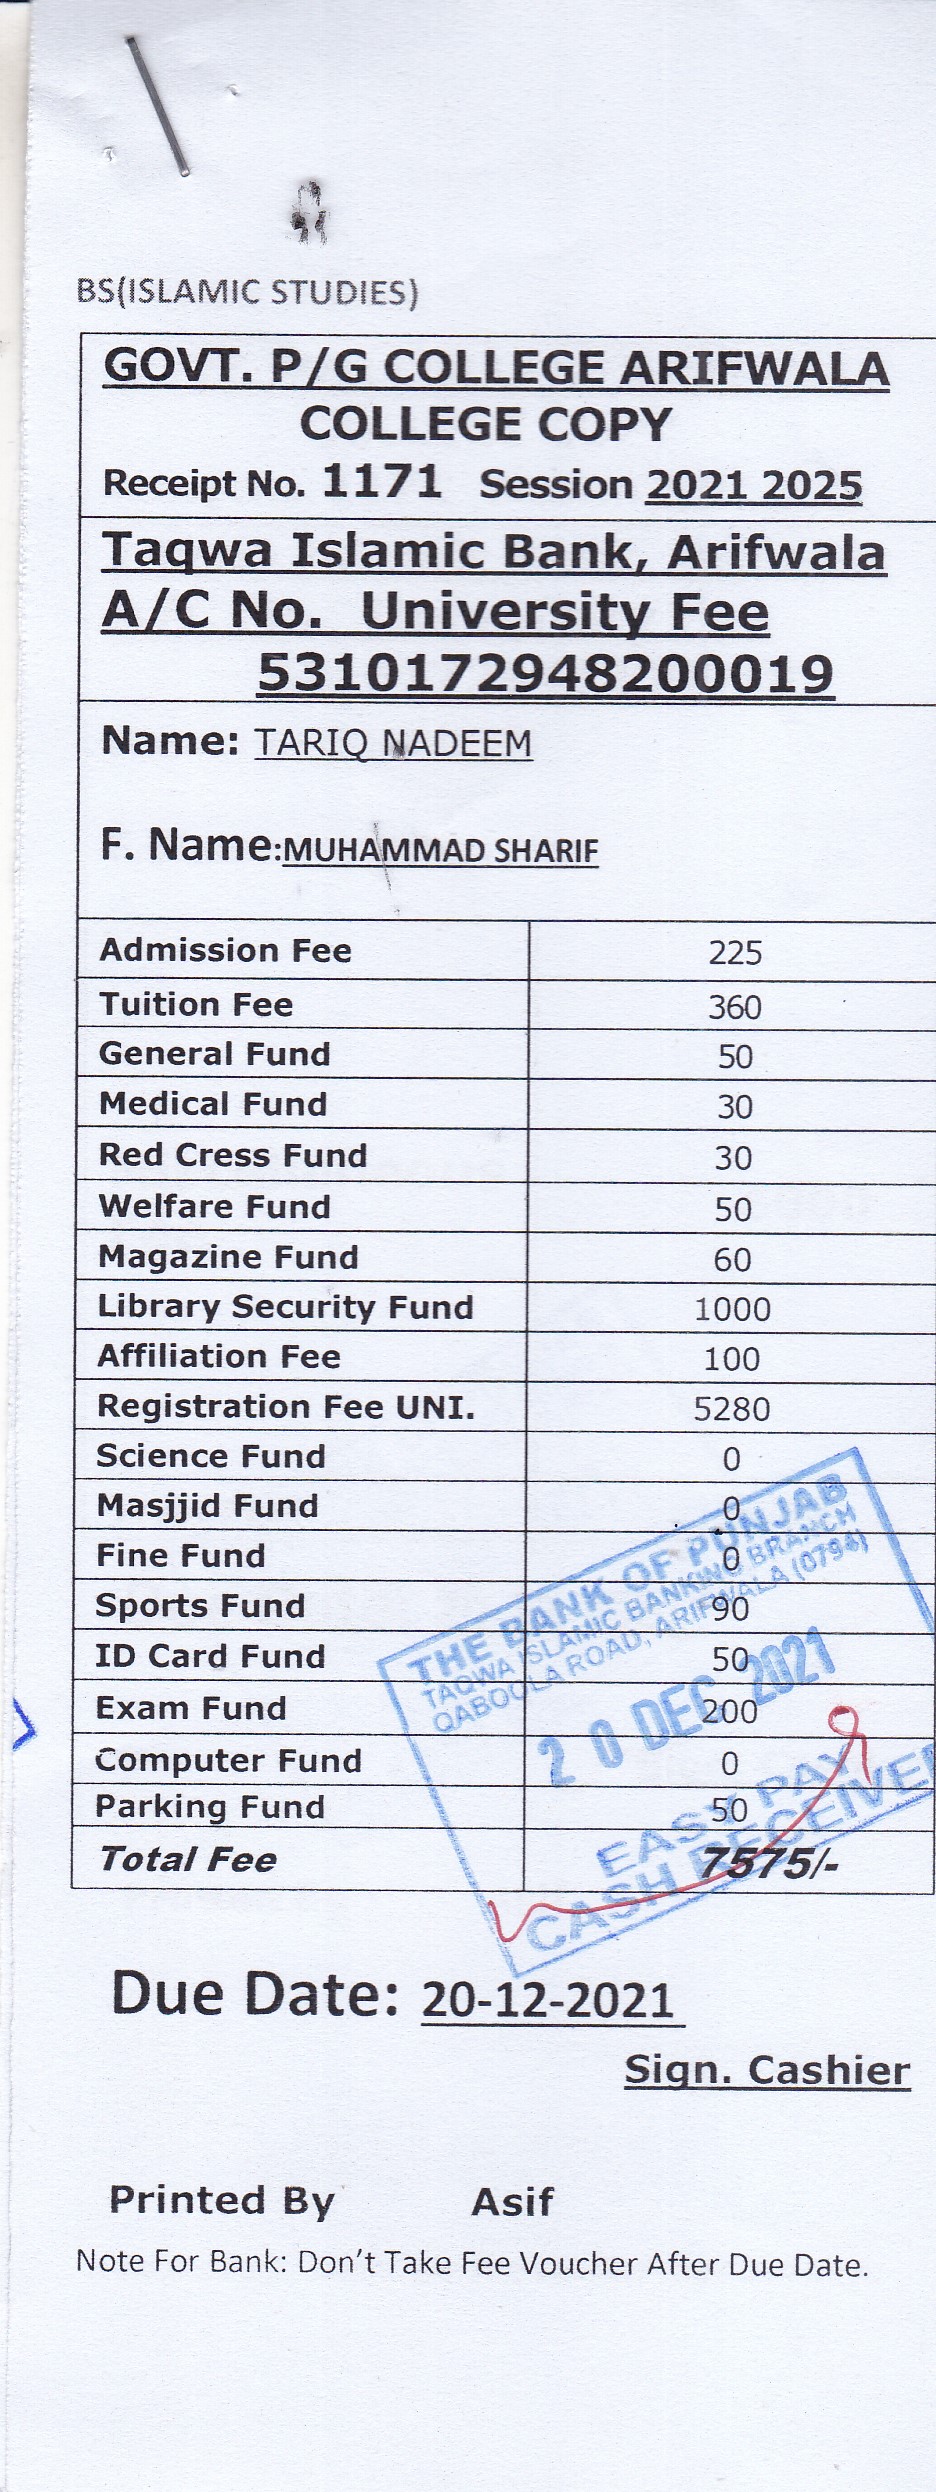 BS(ISLAMIC STUDIES)
GOVT. P/G COLLEGE ARIFWALA
COLLEGE COPY
Receipt No. 1171 Session 2021 2025
Taqwa Islamic Bank, Arifwala
A/C No. University Fee
5310172948200019
Name: TARIQ NADEEM
F. Name:MUHAMMAD SHARIF
Admission Fee 225
Tuition Fee 360
General Fund 50
Medical Fund 30
Red Cress Fund 30
Welfare Fund 50
Magazine Fund 60
Library Security Fund 1000
Affiliation Fee 100
Registration Fee UNI. 5280
Science Fund 0
Masjjid Fund 0
Fine Fund 0
Sports Fund 90
ID Card Fund 50
Exam Fund 200
Computer Fund 0
Parking Fund 50
Total Fee 7575/-
THE BANK OF PUNJAB
TAQWA ISLAMIC BANKING BRANCH
QABOOLA ROAD, ARIFWALA (0794)
20 DEC 2021
EASY PAY
CASH RECEIVE
Due Date: 20-12-2021
Sign. Cashier
Printed By Asif
Note For Bank: Don't Take Fee Voucher After Due Date.